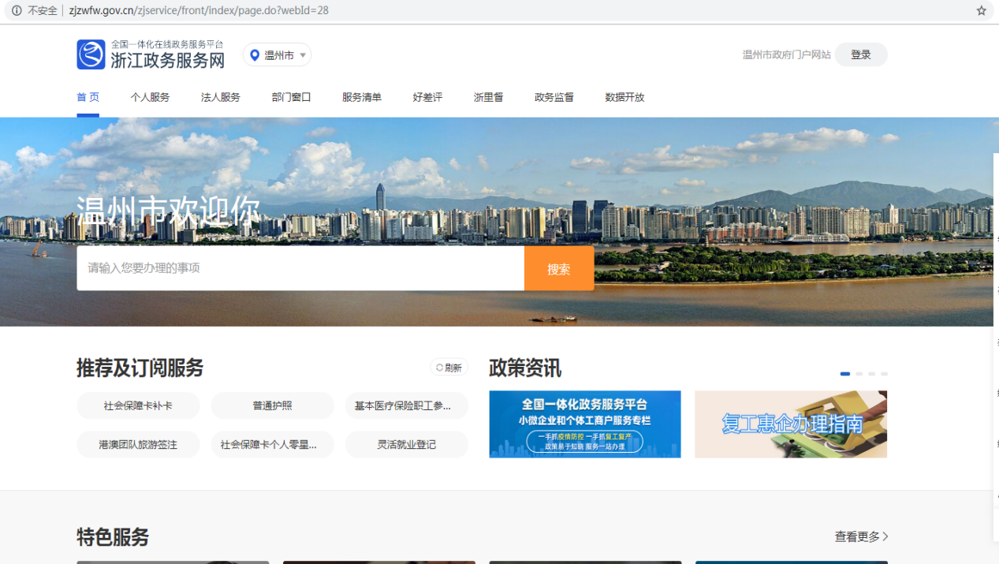 不安全 | zjzwfw.gov.cn/zjservice/front/index/page.do?webId=28
全国一体化在线政务服务平台
浙江政务服务网
温州市
温州市政府门户网站
登录
首 页
个人服务
法人服务
部门窗口
服务清单
好差评
浙里督
政务监督
数据开放
温州市欢迎你
请输入您要办理的事项
搜索
推荐及订阅服务
刷新
社会保障卡补卡
普通护照
基本医疗保险职工参...
港澳团队旅游签注
社会保障卡个人零星...
灵活就业登记
政策资讯
全国一体化政务服务平台
小微企业和个体工商户服务专栏
一手抓疫情防控 一手抓复工复产
政策易于知晓 服务一站办理
复工惠企办理指南
特色服务
查看更多